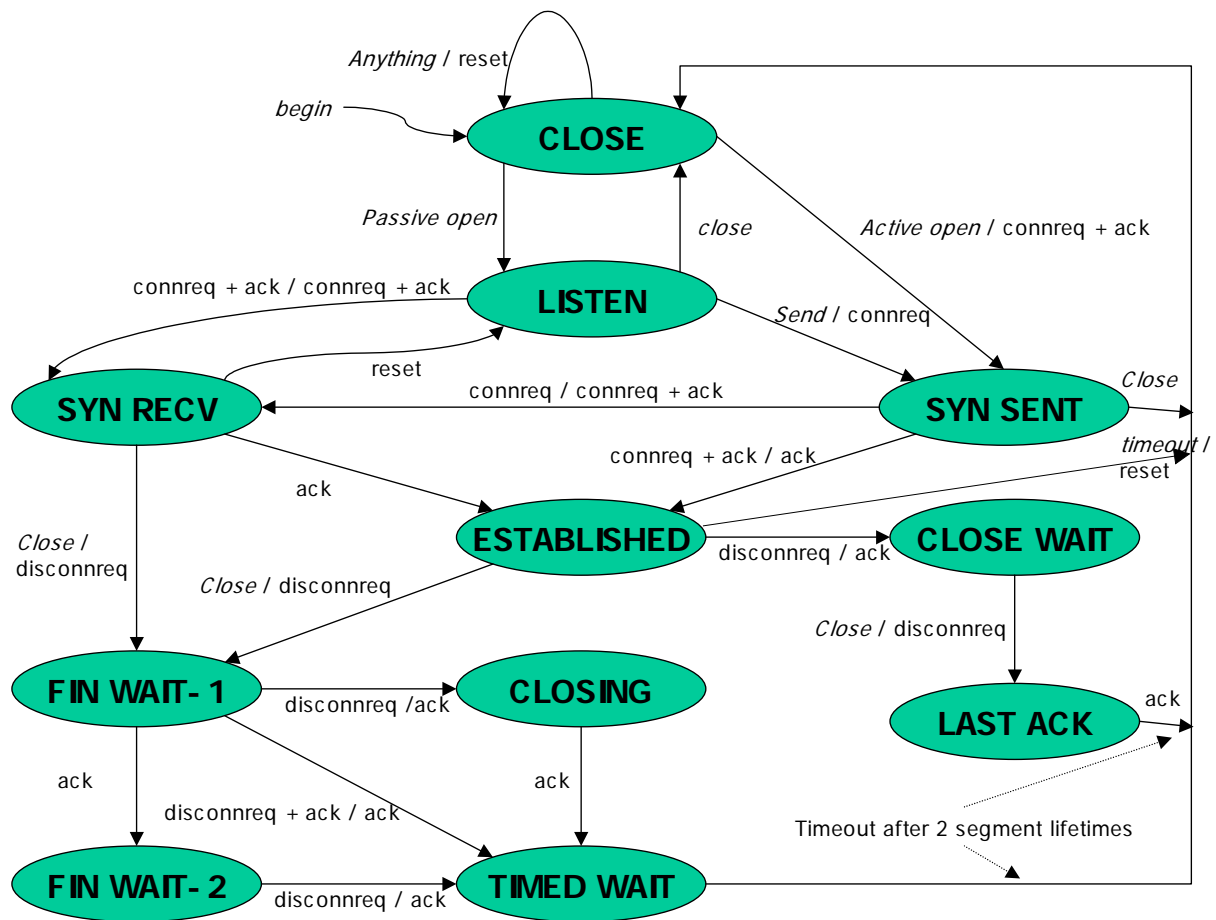 Anything / reset
begin
CLOSE
Passive open
close
Active open / connreq + ack
connreq + ack / connreq + ack
LISTEN
Send / connreq
reset
Close
SYN RECV
connreq / connreq + ack
SYN SENT
timeout /
reset
connreq + ack / ack
ack
ESTABLISHED
disconnreq / ack
CLOSE WAIT
Close /
disconnreq
Close / disconnreq
Close / disconnreq
FIN WAIT- 1
disconnreq /ack
CLOSING
LAST ACK
ack
ack
disconnreq + ack / ack
ack
Timeout after 2 segment lifetimes
FIN WAIT- 2
disconnreq / ack
TIMED WAIT